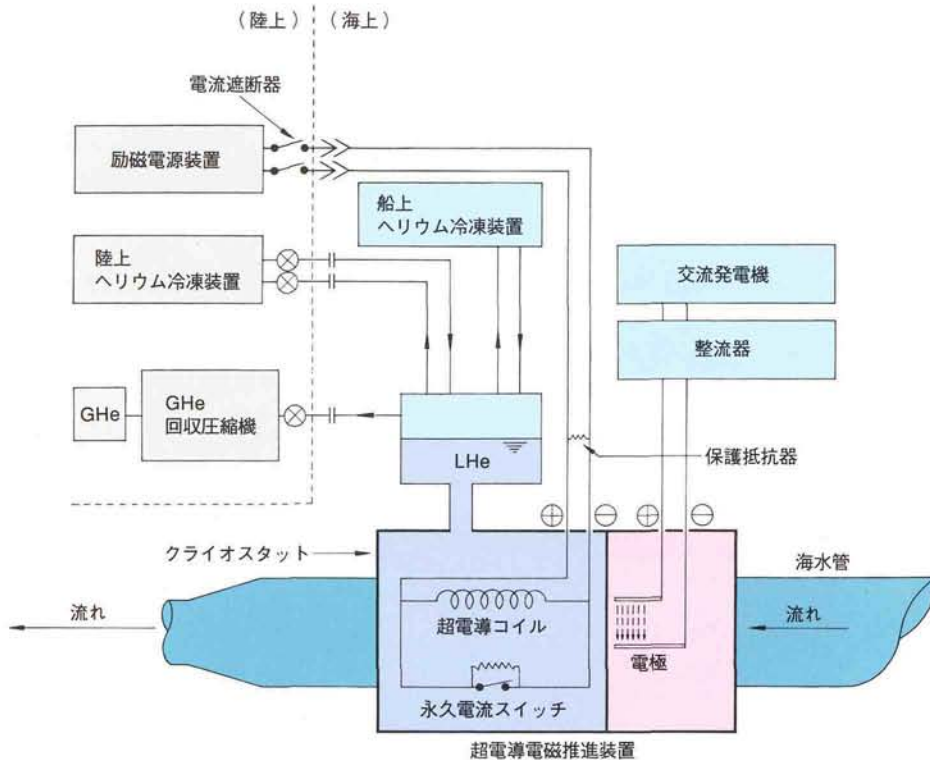 （陸上）
（海上）
電流遮断器
励磁電源装置
船上
ヘリウム冷凍装置
陸上
ヘリウム冷凍装置
交流発電機
整流器
GHe
GHe
回収圧縮機
LHe
保護抵抗器
⊕ ⊖ ⊕ ⊖
クライオスタット
海水管
流れ
流れ
超電導コイル
電極
永久電流スイッチ
超電導電磁推進装置